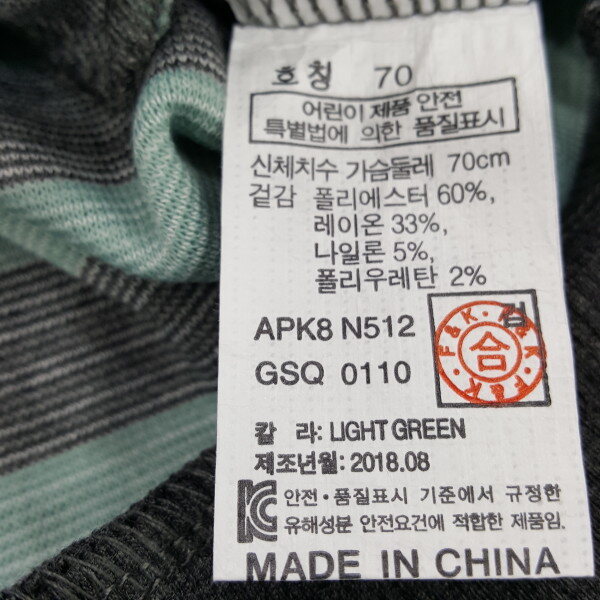 호칭 70
어린이 제품 안전
특별법에 의한 품질표시
신체치수 가슴둘레 70cm
겉감 폴리에스터 60%,
레이온 33%,
나일론 5%,
폴리우레탄 2%
APK8 N512
GSQ 0110
검
F&K F&K F&K
合
칼 라: LIGHT GREEN
제조년월: 2018.08
안전·품질표시 기준에서 규정한
유해성분 안전요건에 적합한 제품임.
MADE IN CHINA